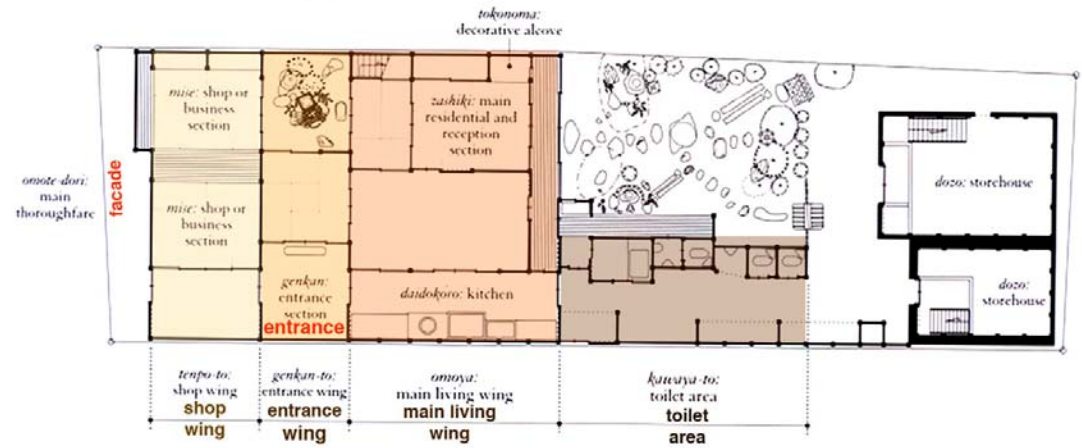 tokonoma:
decorative alcove
mise: shop or
business
section
zashiki: main
residential and
reception
section
omote-dori:
main
thoroughfare
facade
mise: shop or
business
section
dozo: storehouse
genkan:
entrance
section
entrance
daidokoro: kitchen
dozo:
storehouse
tenpo-to:
shop wing
shop
wing
genkan-to:
entrance wing
entrance
wing
omoya:
main living wing
main living
wing
kawaya-to:
toilet area
toilet
area